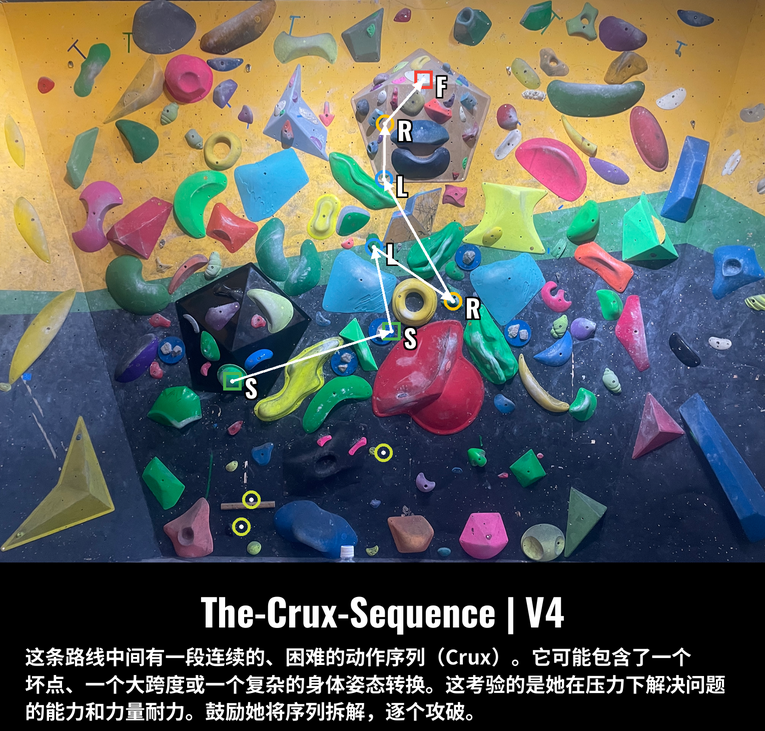 F
R
L
L
R
S
S
The-Crux-Sequence | V4
这条路线中间有一段连续的、困难的动作序列（Crux）。它可能包含了一个
坏点、一个大跨度或一个复杂的身体姿态转换。这考验的是她在压力下解决问题
的能力和力量耐力。鼓励她将序列拆解，逐个攻破。